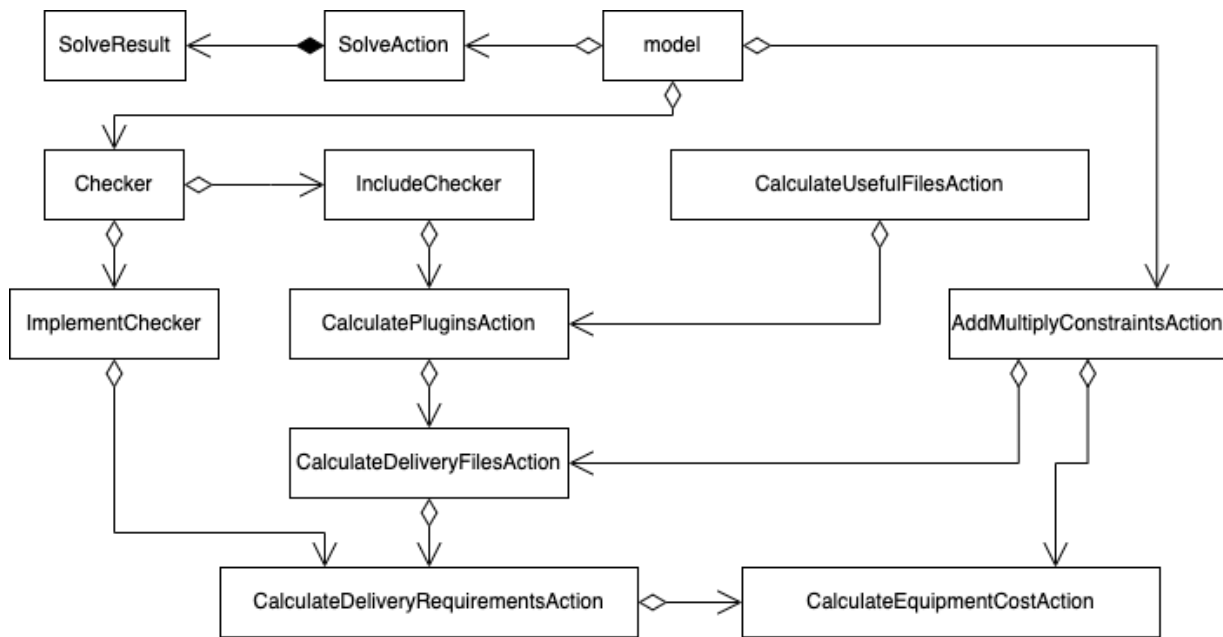 SolveResult
SolveAction
model
Checker
IncludeChecker
CalculateUsefulFilesAction
ImplementChecker
CalculatePluginsAction
AddMultiplyConstraintsAction
CalculateDeliveryFilesAction
CalculateDeliveryRequirementsAction
CalculateEquipmentCostAction